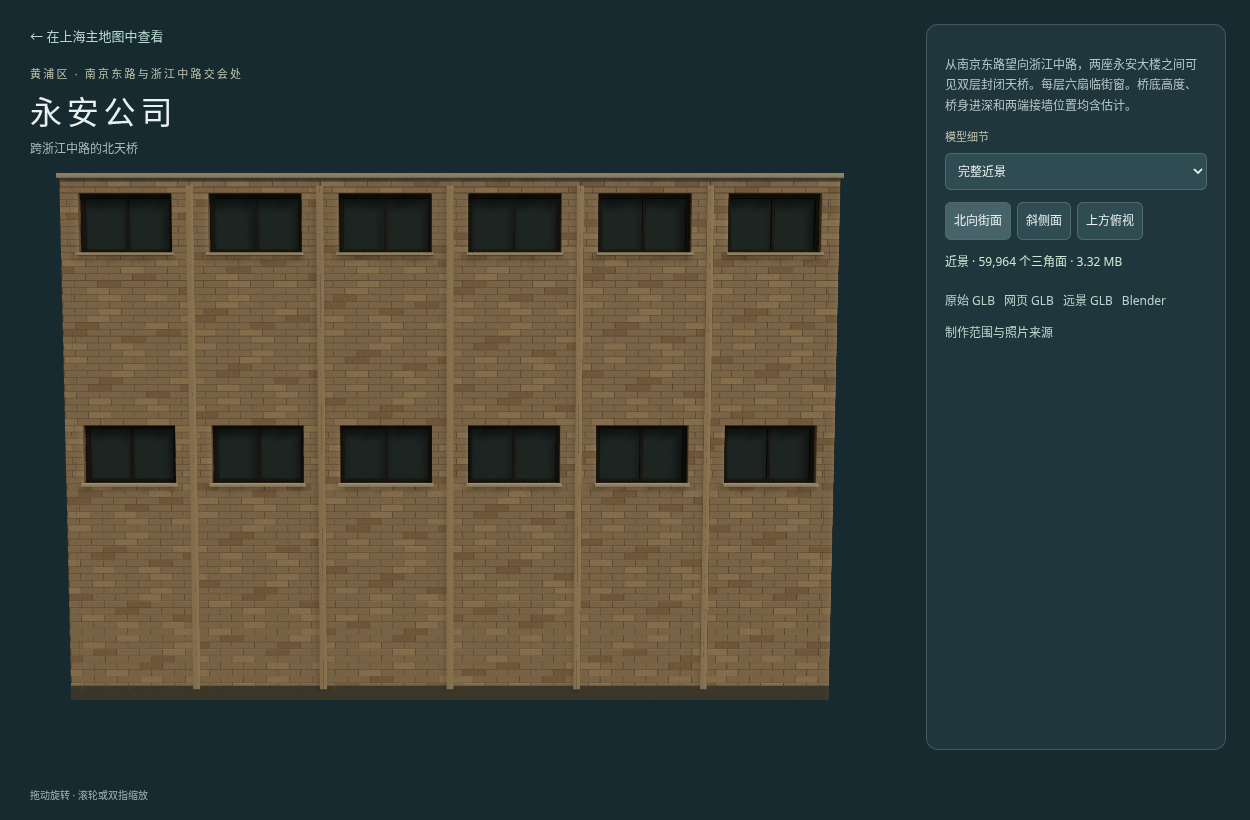 ← 在上海主地图中查看
黄浦区 · 南京东路与浙江中路交会处
永安公司
跨浙江中路的北天桥
从南京东路望向浙江中路，两座永安大楼之间可
见双层封闭天桥。每层六扇临街窗。桥底高度、
桥身进深和两端接墙位置均含估计。
模型细节
完整近景
北向街面 斜侧面 上方俯视
近景 · 59,964 个三角面 · 3.32 MB
原始 GLB 网页 GLB 远景 GLB Blender
制作范围与照片来源
拖动旋转 · 滚轮或双指缩放